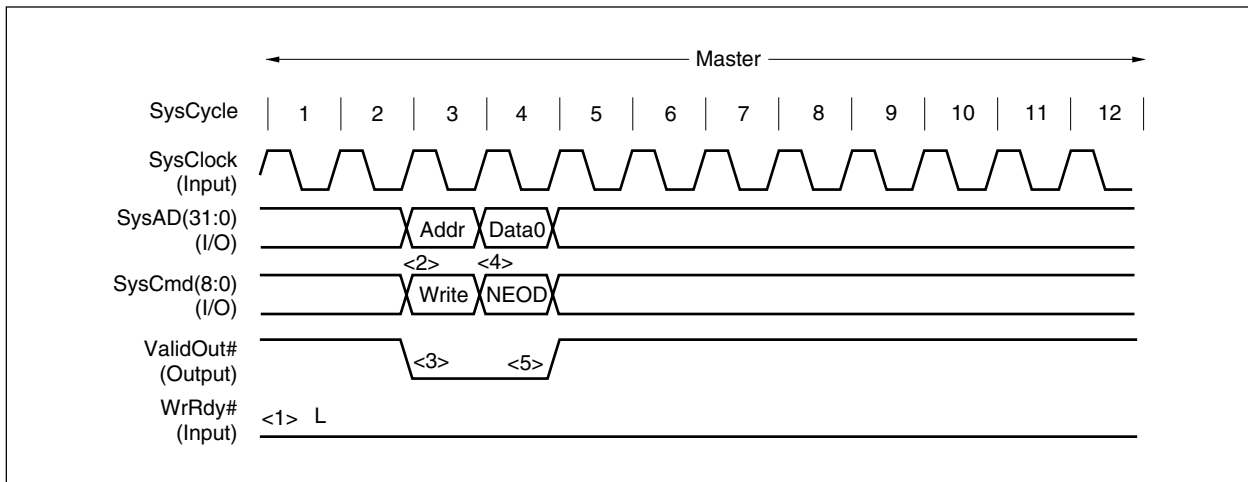 Master
SysCycle 1 2 3 4 5 6 7 8 9 10 11 12
SysClock
(Input)
SysAD(31:0)
(I/O)
Addr Data0
<2> <4>
SysCmd(8:0)
(I/O)
Write NEOD
ValidOut#
(Output)
<3> <5>
WrRdy#
(Input)
<1> L